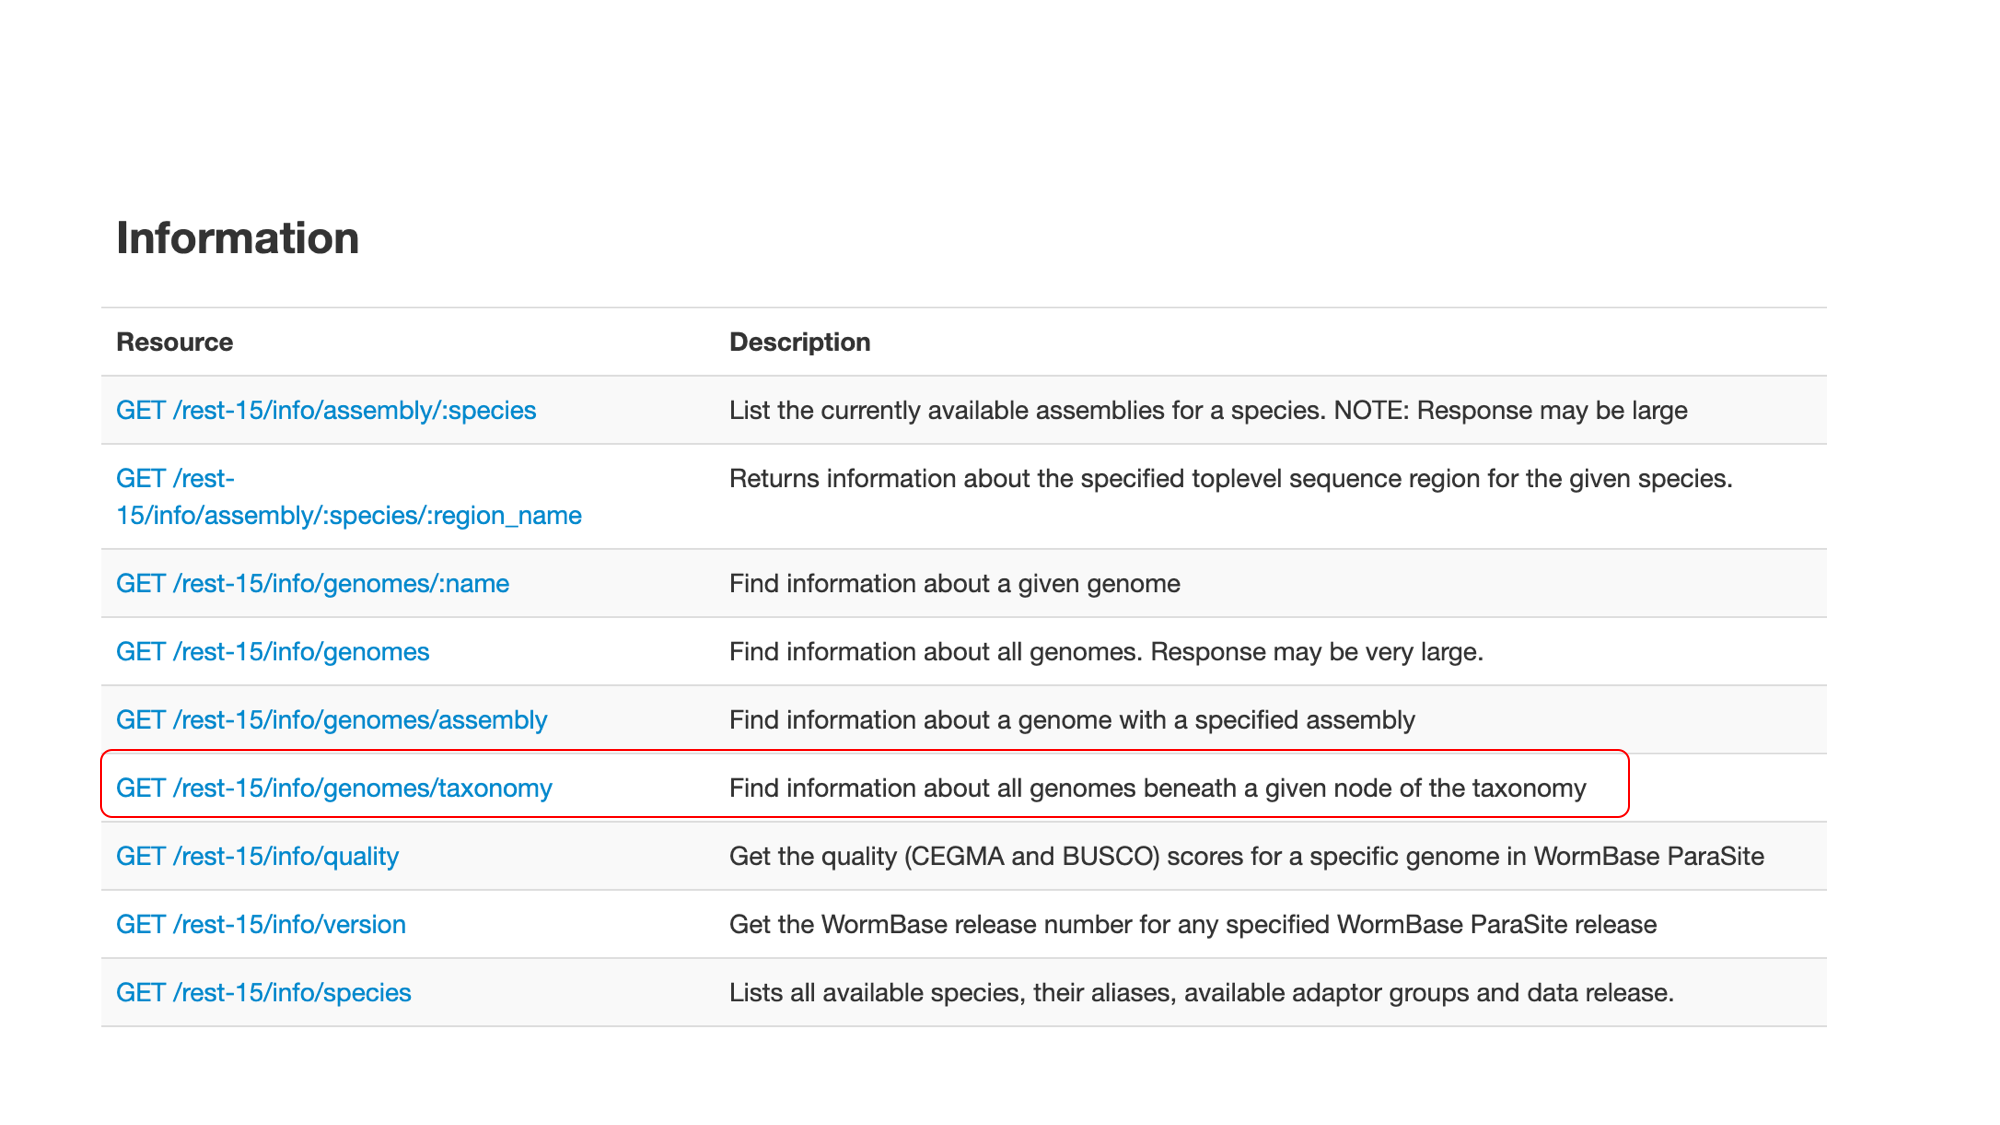 Information
Resource Description
GET /rest-15/info/assembly/:species List the currently available assemblies for a species. NOTE: Response may be large
GET /rest- Returns information about the specified toplevel sequence region for the given species.
15/info/assembly/:species/:region_name
GET /rest-15/info/genomes/:name Find information about a given genome
GET /rest-15/info/genomes Find information about all genomes. Response may be very large.
GET /rest-15/info/genomes/assembly Find information about a genome with a specified assembly
GET /rest-15/info/genomes/taxonomy Find information about all genomes beneath a given node of the taxonomy
GET /rest-15/info/quality Get the quality (CEGMA and BUSCO) scores for a specific genome in WormBase ParaSite
GET /rest-15/info/version Get the WormBase release number for any specified WormBase ParaSite release
GET /rest-15/info/species Lists all available species, their aliases, available adaptor groups and data release.